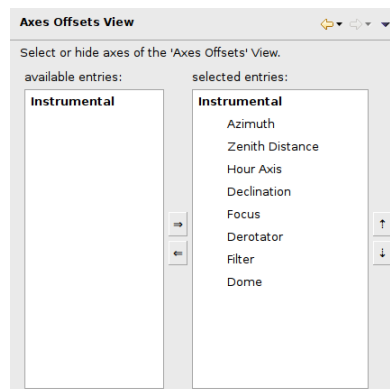 Axes Offsets View
Select or hide axes of the 'Axes Offsets' View.
available entries:
selected entries:
Instrumental
Instrumental
Azimuth
Zenith Distance
Hour Axis
Declination
Focus
Derotator
Filter
Dome